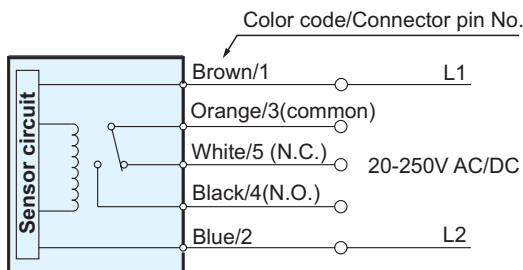 Color code/Connector pin No.
Brown/1
L1
Orange/3(common)
White/5 (N.C.)
20-250V AC/DC
Black/4(N.O.)
Blue/2
L2
Sensor circuit